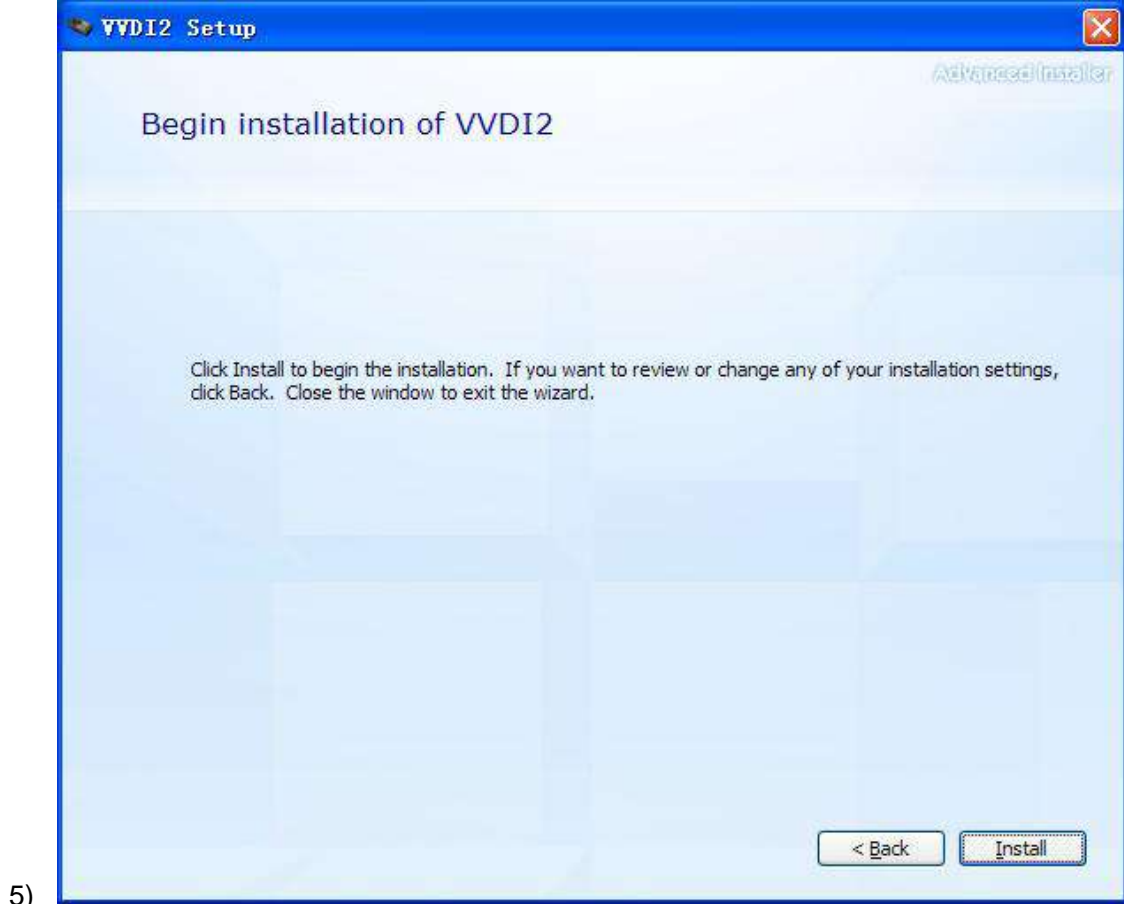 VVDI2 Setup
Advanced Installer
Begin installation of VVDI2
Click Install to begin the installation.  If you want to review or change any of your installation settings,
click Back.  Close the window to exit the wizard.
< Back
Install
5)